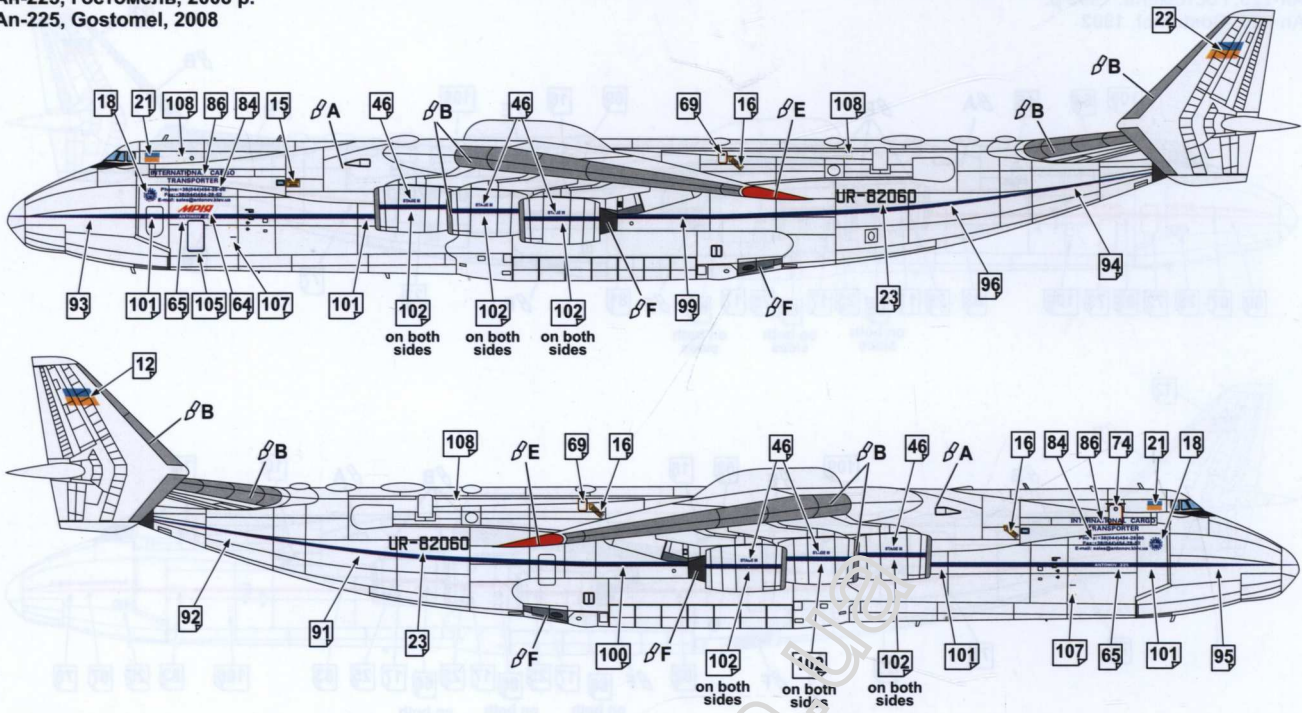 Ан-225, Гостомель, 2008 р.
An-225, Gostomel, 2008
22
B
18 21 108 86 84 15 A 46 B 46 69 16 E 108 B
INTERNATIONAL CARGO
TRANSPORTER
UR-82060
93 101 65 105 64 107 101 102 102 102 F 99 F 23 96 94
on both sides
on both sides
on both sides
12
B
B
108 E 69 16 46 B 46 A 16 84 86 74 21 18
INTERNATIONAL CARGO
TRANSPORTER
UR-82060
92 91 23 F 100 F 102 102 102 101 107 65 101 95
on both sides
on both sides
on both sides